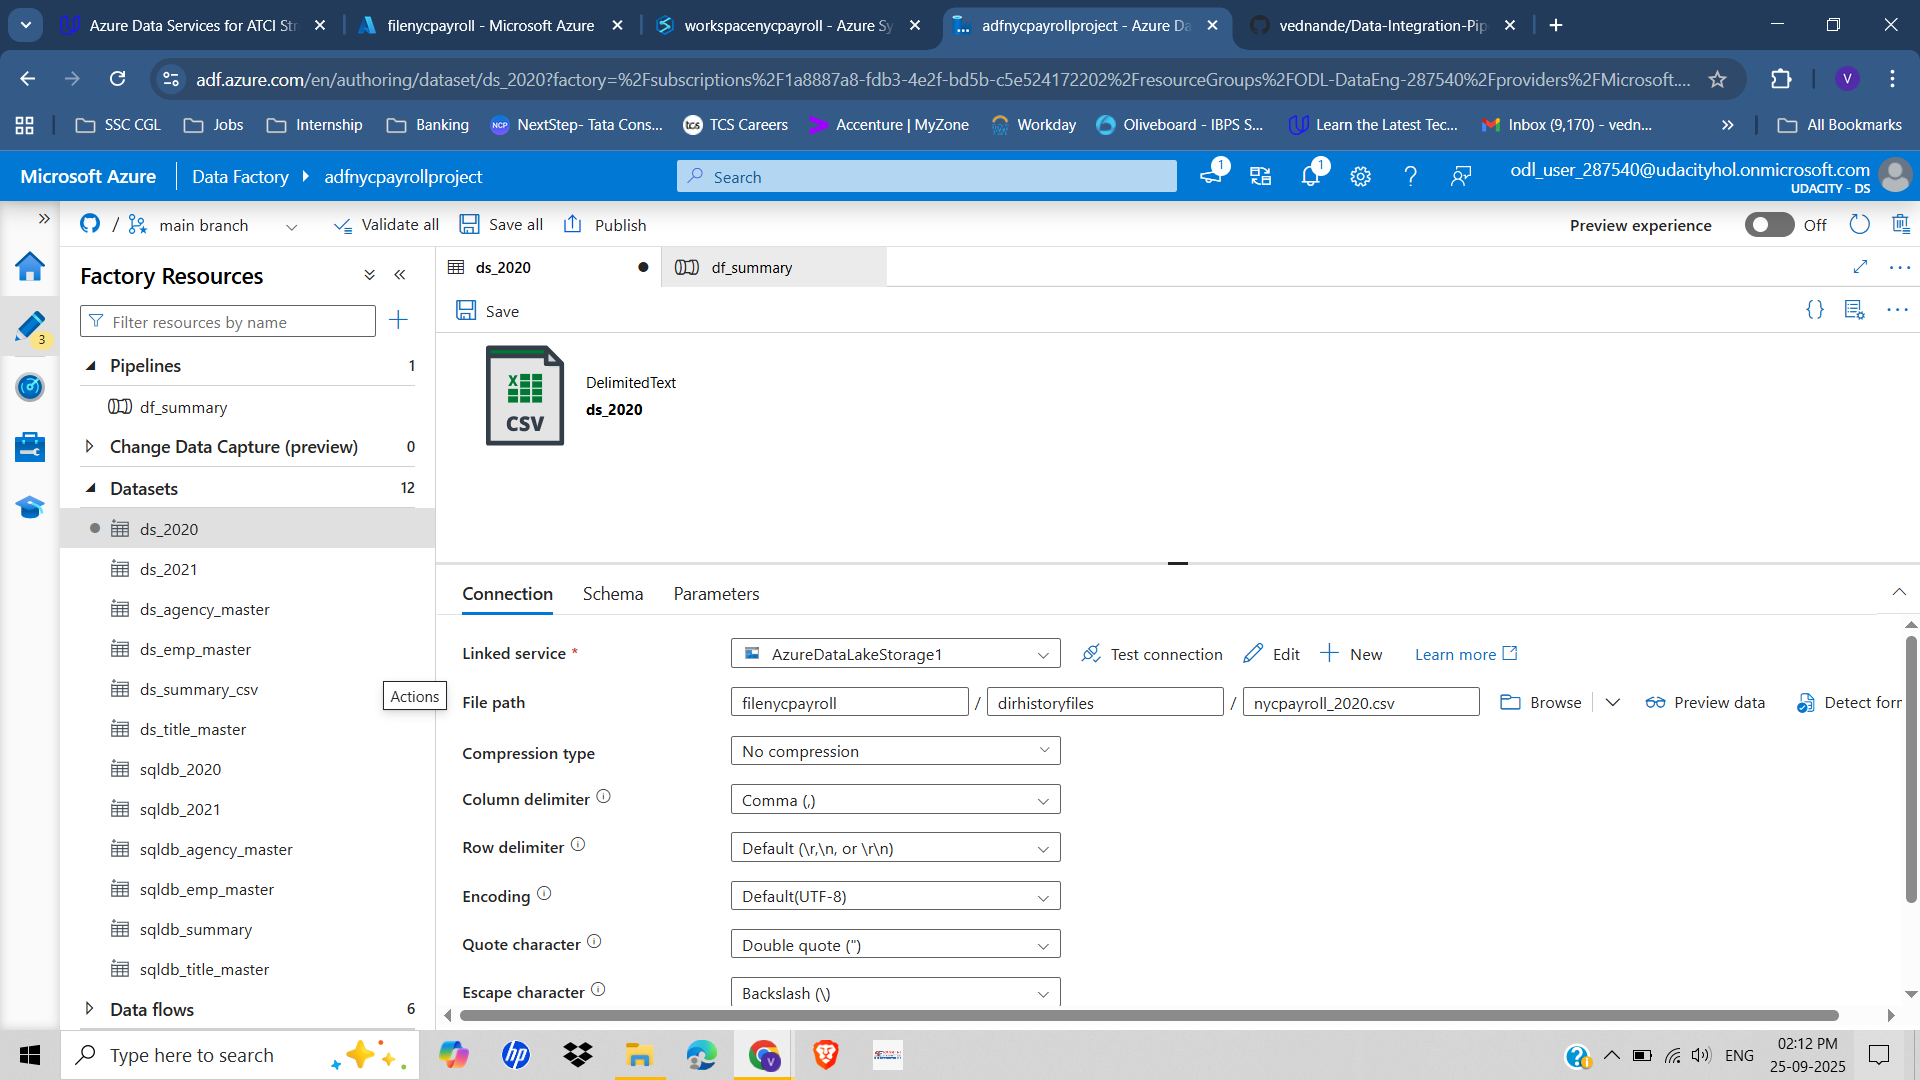 Azure Data Services for ATCI Str
filenycpayroll - Microsoft Azure
workspacenycpayroll - Azure Sy
adfnycpayrollproject - Azure Da
vednande/Data-Integration-Pip
adf.azure.com/en/authoring/dataset/ds_2020?factory=%2Fsubscriptions%2F1a8887a8-fdb3-4e2f-bd5b-c5e524172202%2FresourceGroups%2FODL-DataEng-287540%2Fproviders%2FMicrosoft....
V
SSC CGL
Jobs
Internship
Banking
NextStep- Tata Cons...
TCS Careers
Accenture | MyZone
Workday
Oliveboard - IBPS S...
Learn the Latest Tec...
Inbox (9,170) - vedn...
All Bookmarks
Microsoft Azure
Data Factory
adfnycpayrollproject
Search
1
1
odl_user_287540@udacityhol.onmicrosoft.com
UDACITY - DS
/ main branch
Validate all
Save all
Publish
Preview experience
Off
Factory Resources
Filter resources by name
3
Pipelines 1
df_summary
Change Data Capture (preview) 0
Datasets 12
ds_2020
ds_2021
ds_agency_master
ds_emp_master
ds_summary_csv
ds_title_master
sqldb_2020
sqldb_2021
sqldb_agency_master
sqldb_emp_master
sqldb_summary
sqldb_title_master
Data flows 6
Actions
ds_2020
df_summary
Save
X
CSV
DelimitedText
ds_2020
Connection
Schema
Parameters
Linked service *
AzureDataLakeStorage1
Test connection
Edit
New
Learn more
File path
filenycpayroll / dirhistoryfiles / nycpayroll_2020.csv
Browse
Preview data
Detect forr
Compression type
No compression
Column delimiter
Comma (,)
Row delimiter
Default (\r,\n, or \r\n)
Encoding
Default(UTF-8)
Quote character
Double quote (")
Escape character
Backslash (\)
Type here to search
ENG
02:12 PM
25-09-2025